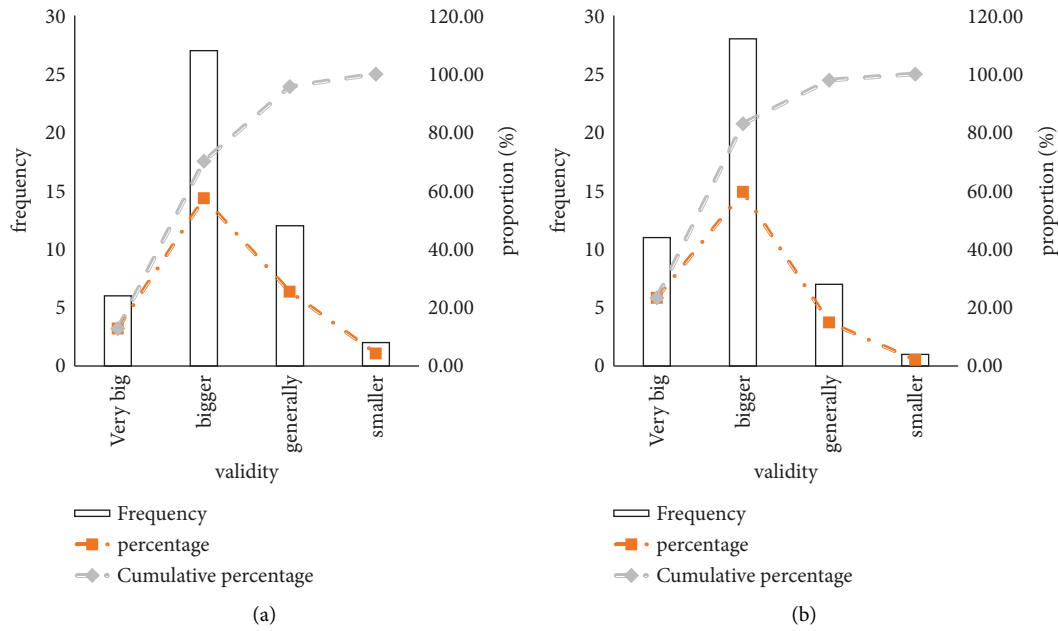 30
25
20
15
10
5
0
frequency
120.00
100.00
80.00
60.00
40.00
20.00
0.00
proportion (%)
Very big
bigger
generally
smaller
validity
Frequency
percentage
Cumulative percentage
(a)
30
25
20
15
10
5
0
frequency
120.00
100.00
80.00
60.00
40.00
20.00
0.00
proportion (%)
Very big
bigger
generally
smaller
validity
Frequency
percentage
Cumulative percentage
(b)